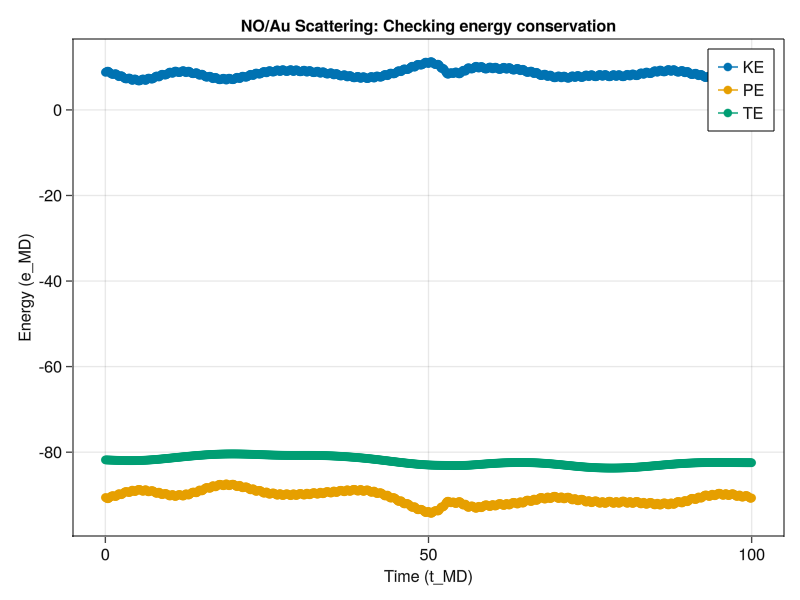 NO/Au Scattering: Checking energy conservation
KE
PE
TE
0
-20
-40
-60
-80
Energy (e_MD)
0
50
100
Time (t_MD)